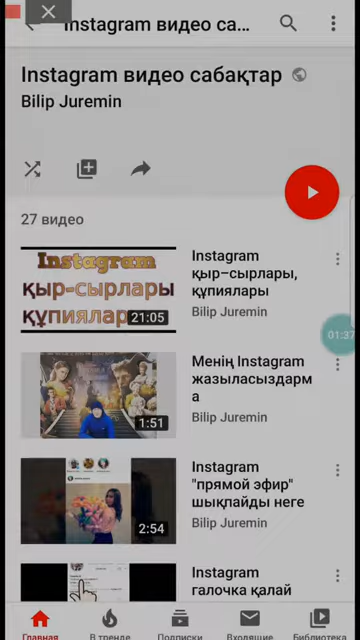 Instagram видео са...
Instagram видео сабақтар
Bilip Juremin
27 видео
Instagram
қыр-сырлары
құпиялар
21:05
Instagram
қыр–сырлары,
құпиялары
Bilip Juremin
01:37
1:51
Менің Instagram
жазыласыздарм
а
Bilip Juremin
2:54
Instagram
"прямой эфир"
шықпайды неге
Bilip Juremin
Instagram
галочка қалай
Главная
В тренде
Подписки
Входящие
Библиотека